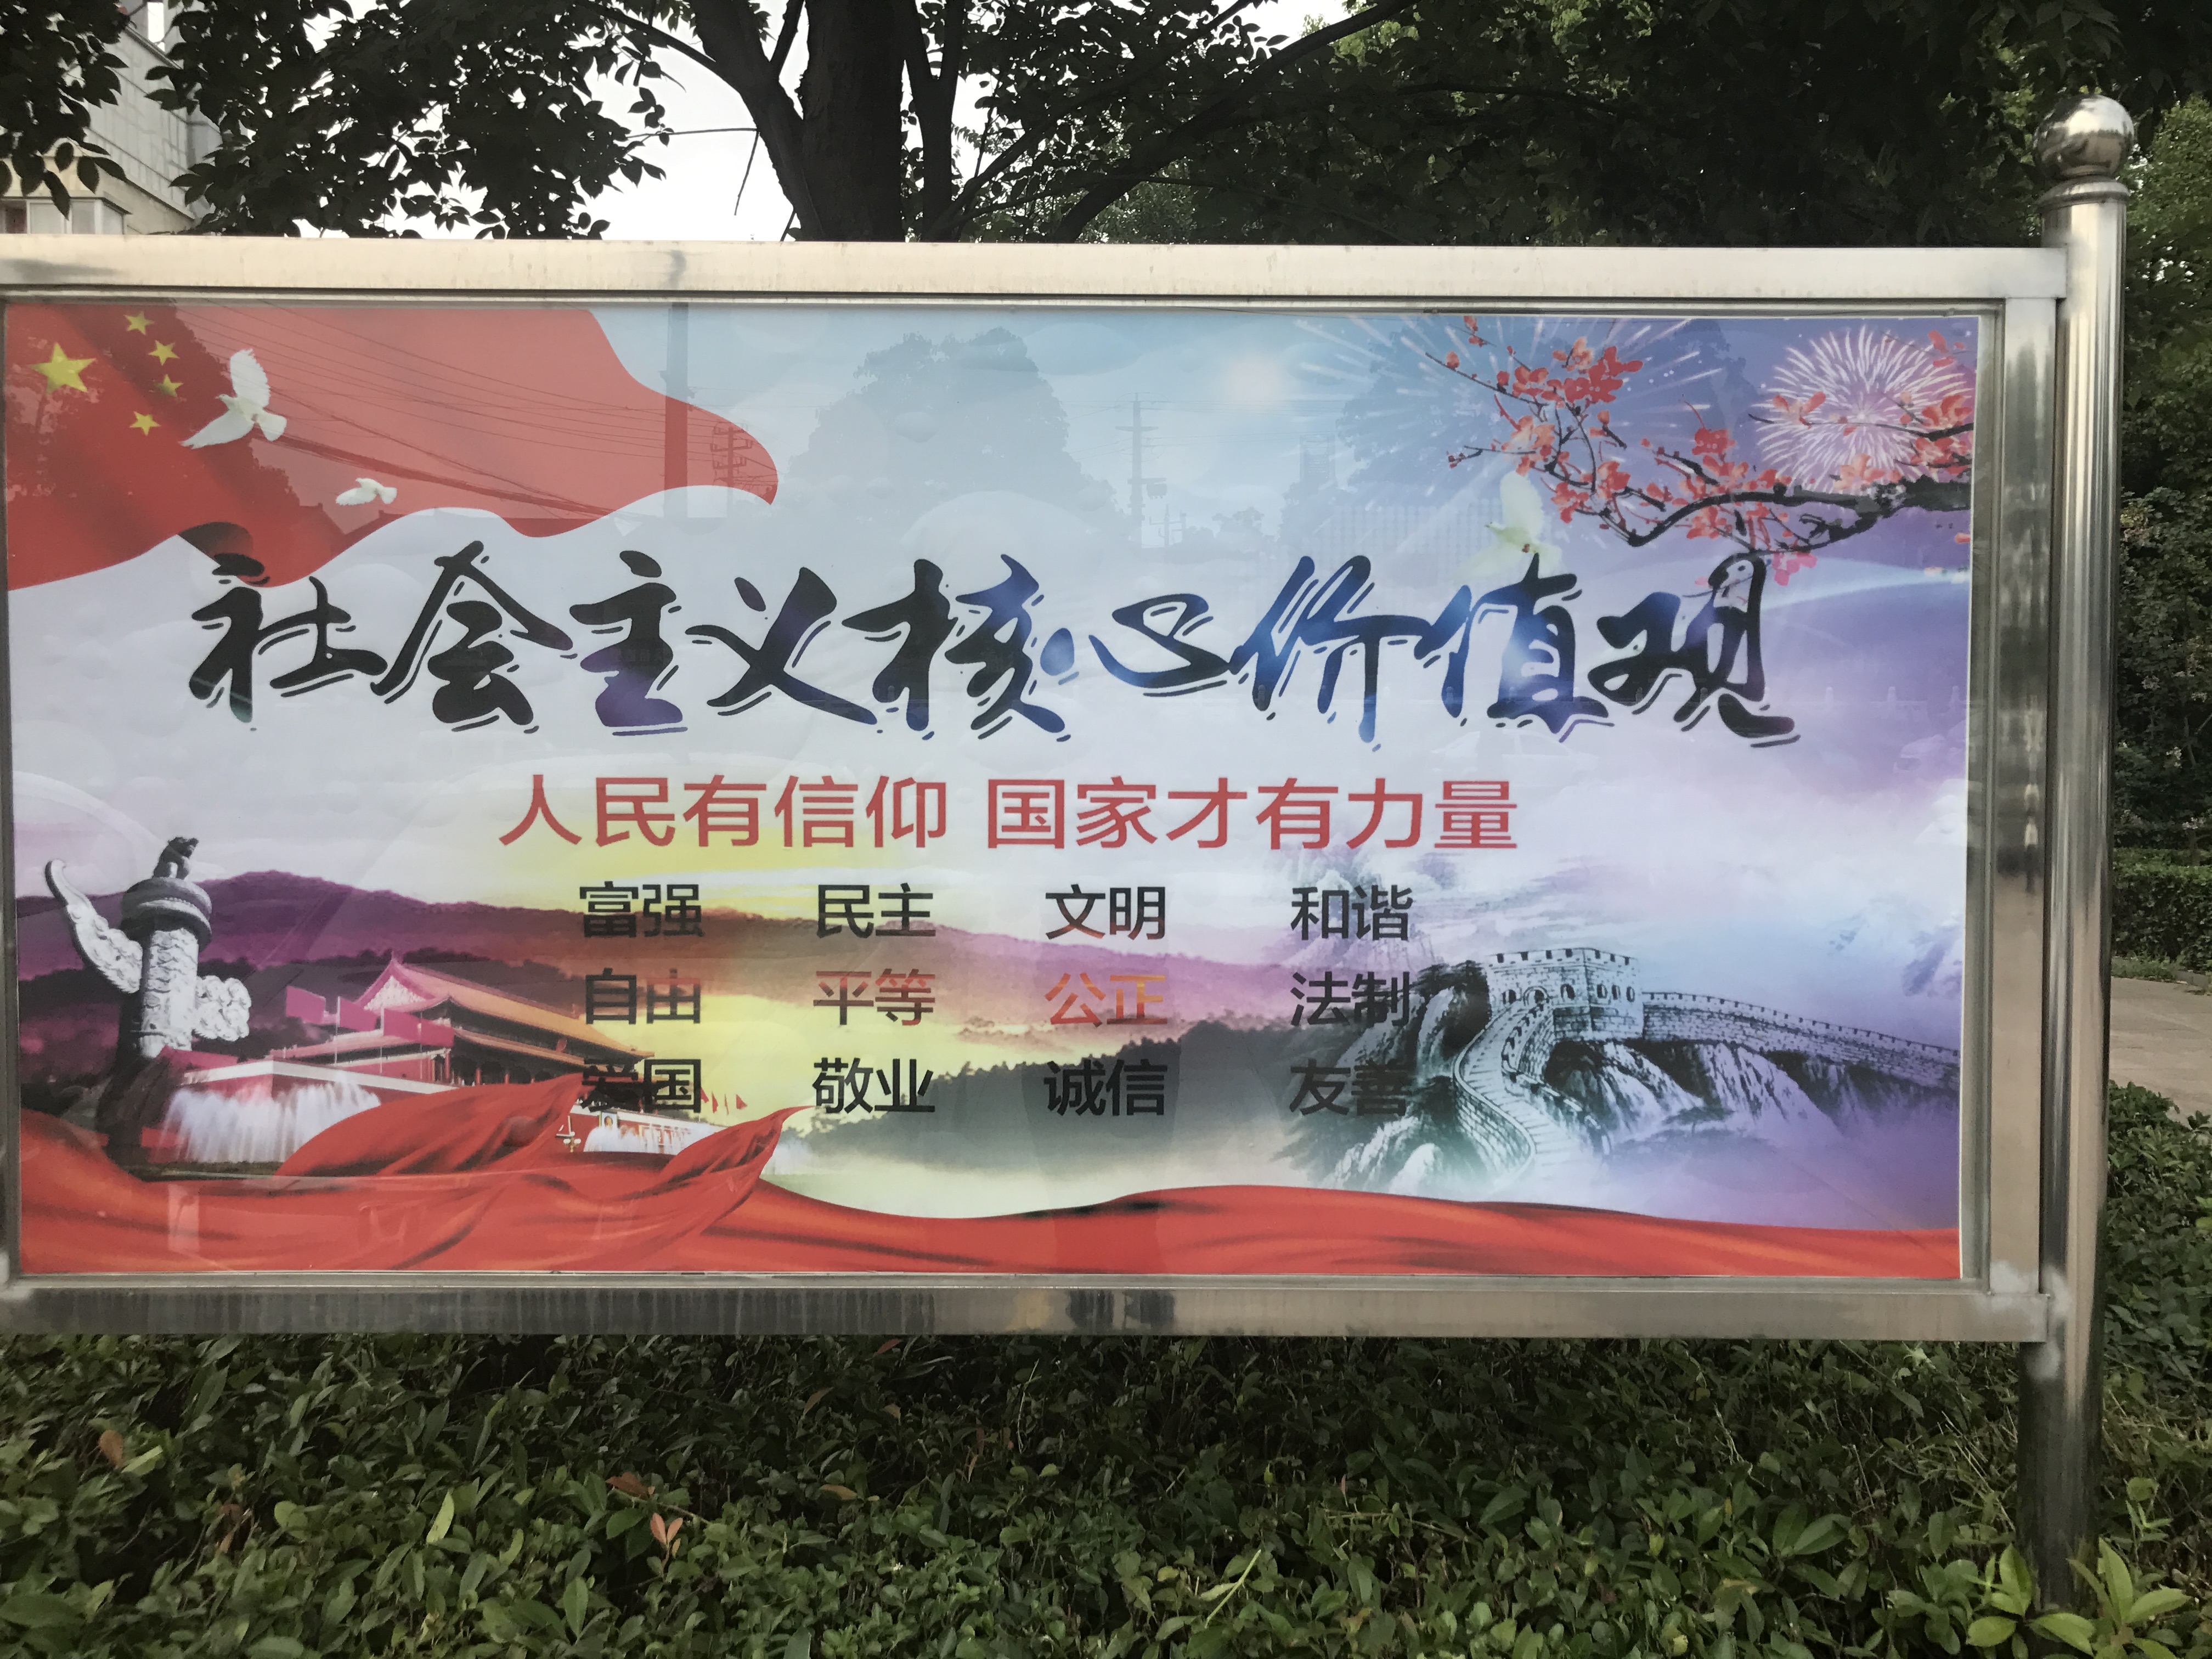 社会主义核心价值观
人民有信仰 国家才有力量
富强 民主 文明 和谐
自由 平等 公正 法制
爱国 敬业 诚信 友善